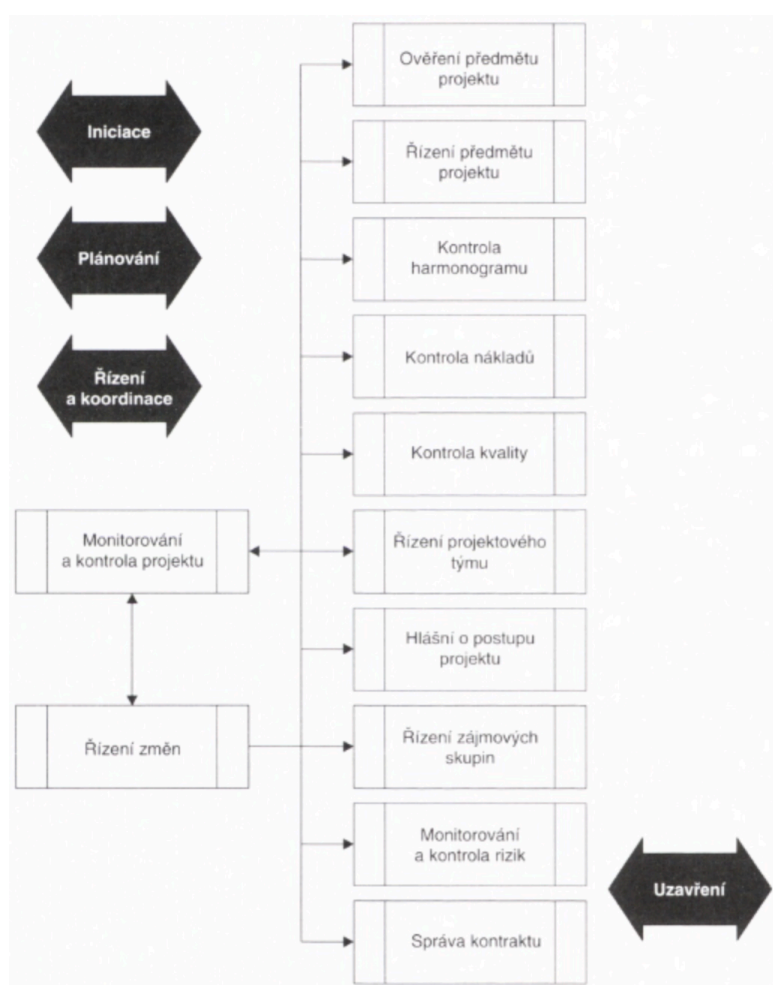 Iniciace
Plánování
Řízení
a koordinace
Monitorování
a kontrola projektu
Řízení změn
Ověření předmětu
projektu
Řízení předmětu
projektu
Kontrola
harmonogramu
Kontrola nákladů
Kontrola kvality
Řízení projektového
týmu
Hlášní o postupu
projektu
Řízení zájmových
skupin
Monitorování
a kontrola rizik
Správa kontraktu
Uzavření